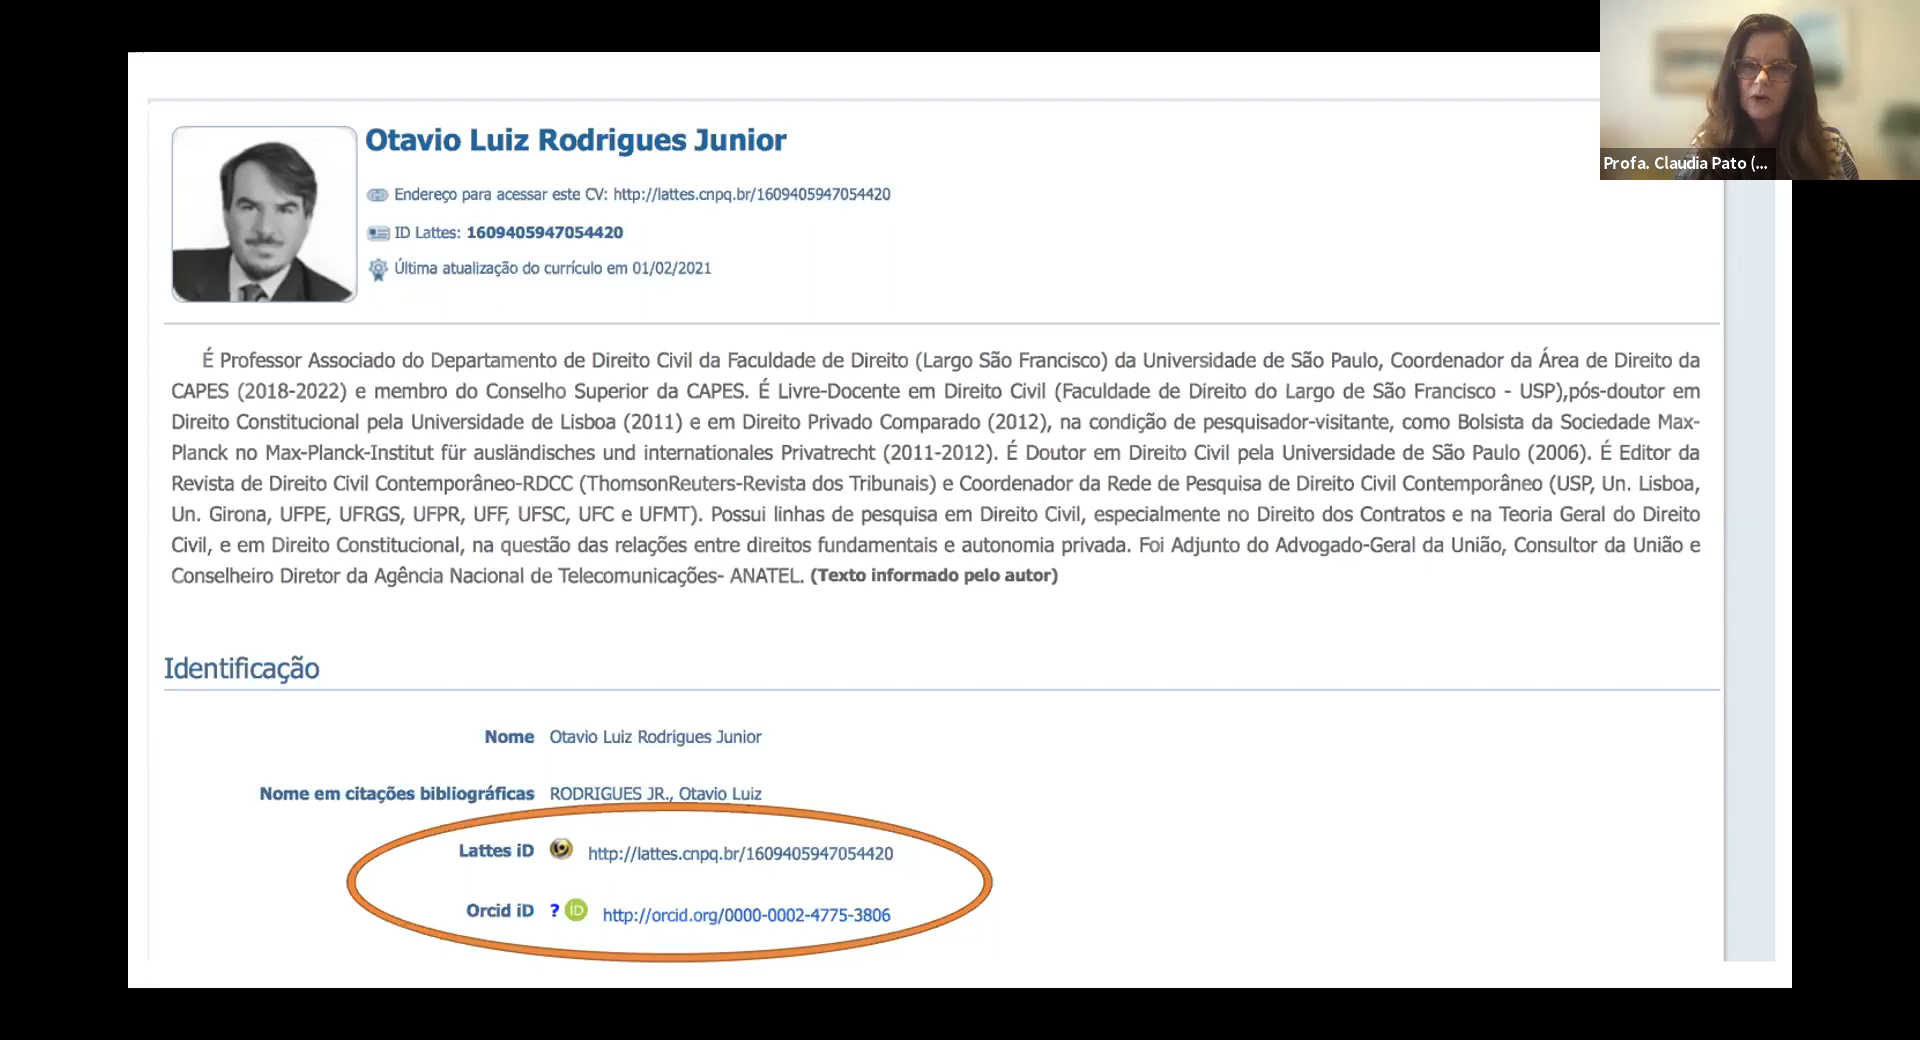 Otavio Luiz Rodrigues Junior
Endereço para acessar este CV: http://lattes.cnpq.br/1609405947054420
ID Lattes: 1609405947054420
Última atualização do currículo em 01/02/2021
Profa. Claudia Pato (...
É Professor Associado do Departamento de Direito Civil da Faculdade de Direito (Largo São Francisco) da Universidade de São Paulo, Coordenador da Área de Direito da
CAPES (2018-2022) e membro do Conselho Superior da CAPES. É Livre-Docente em Direito Civil (Faculdade de Direito do Largo de São Francisco - USP),pós-doutor em
Direito Constitucional pela Universidade de Lisboa (2011) e em Direito Privado Comparado (2012), na condição de pesquisador-visitante, como Bolsista da Sociedade Max-
Planck no Max-Planck-Institut für ausländisches und internationales Privatrecht (2011-2012). É Doutor em Direito Civil pela Universidade de São Paulo (2006). É Editor da
Revista de Direito Civil Contemporâneo-RDCC (ThomsonReuters-Revista dos Tribunais) e Coordenador da Rede de Pesquisa de Direito Civil Contemporâneo (USP, Un. Lisboa,
Un. Girona, UFPE, UFRGS, UFPR, UFF, UFSC, UFC e UFMT). Possui linhas de pesquisa em Direito Civil, especialmente no Direito dos Contratos e na Teoria Geral do Direito
Civil, e em Direito Constitucional, na questão das relações entre direitos fundamentais e autonomia privada. Foi Adjunto do Advogado-Geral da União, Consultor da União e
Conselheiro Diretor da Agência Nacional de Telecomunicações- ANATEL. (Texto informado pelo autor)
Identificação
Nome Otavio Luiz Rodrigues Junior
Nome em citações bibliográficas RODRIGUES JR., Otavio Luiz
Lattes iD http://lattes.cnpq.br/1609405947054420
Orcid iD ? iD http://orcid.org/0000-0002-4775-3806